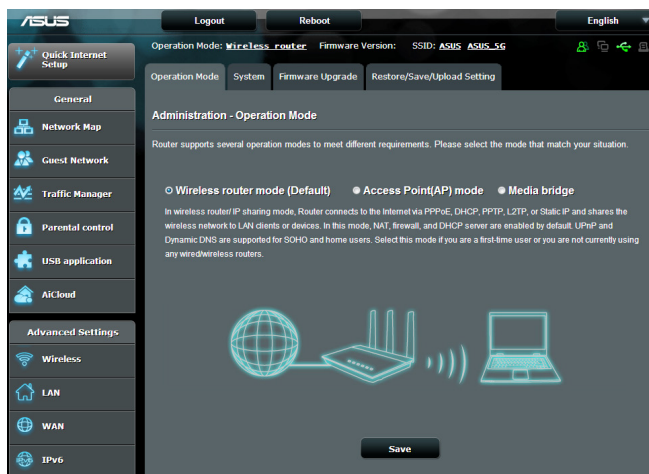 ASUS
Logout
Reboot
English
Quick Internet
Setup
Operation Mode: Wireless router Firmware Version: SSID: ASUS ASUS_5G
Operation Mode
System
Firmware Upgrade
Restore/Save/Upload Setting
General
Network Map
Guest Network
Traffic Manager
Parental control
USB application
AiCloud
Advanced Settings
Wireless
LAN
WAN
IPv6
Administration - Operation Mode
Router supports several operation modes to meet different requirements. Please select the mode that match your situation.
Wireless router mode (Default) Access Point(AP) mode Media bridge
In wireless router/ IP sharing mode, Router connects to the Internet via PPPoE, DHCP, PPTP, L2TP, or Static IP and shares the
wireless network to LAN clients or devices. In this mode, NAT, firewall, and DHCP server are enabled by default. UPnP and
Dynamic DNS are supported for SOHO and home users. Select this mode if you are a first-time user or you are not currently using
any wired/wireless routers.
Save